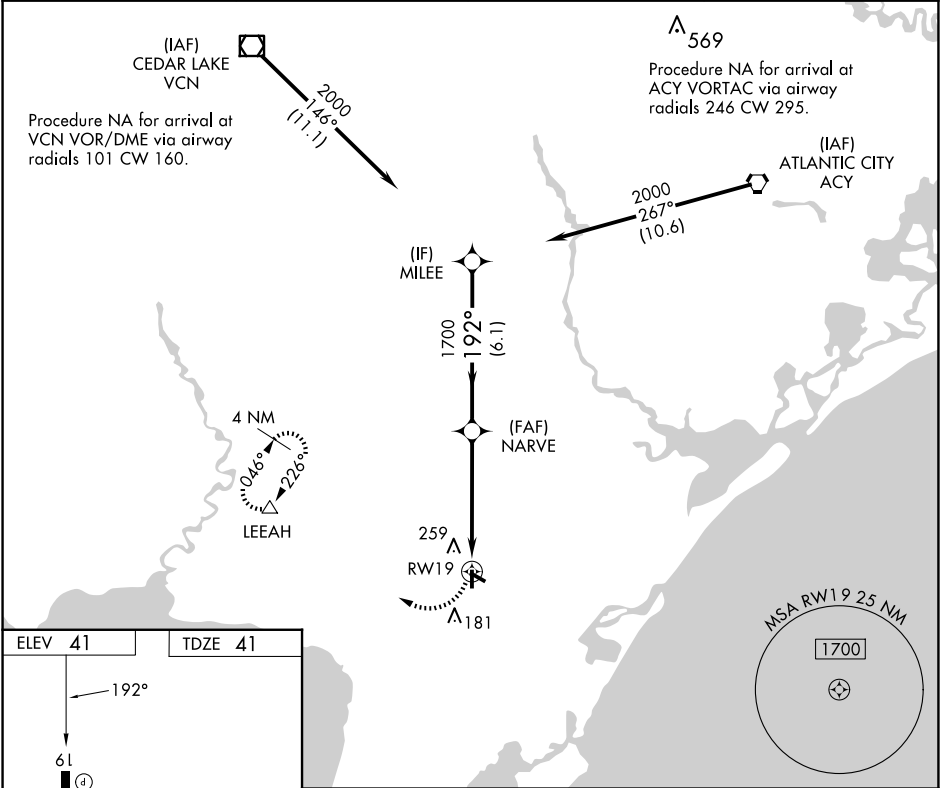 (IAF)
CEDAR LAKE
VCN
2000
146°
(11.1)
Procedure NA for arrival at
VCN VOR/DME via airway
radials 101 CW 160.
569
Procedure NA for arrival at
ACY VORTAC via airway
radials 246 CW 295.
(IAF)
ATLANTIC CITY
ACY
2000
267°
(10.6)
(IF)
MILEE
1700
192°
(6.1)
(FAF)
NARVE
4 NM
046°
226°
LEEAH
259
RW19
181
MSA RW19 25 NM
1700
ELEV 41
TDZE 41
192°
19
P